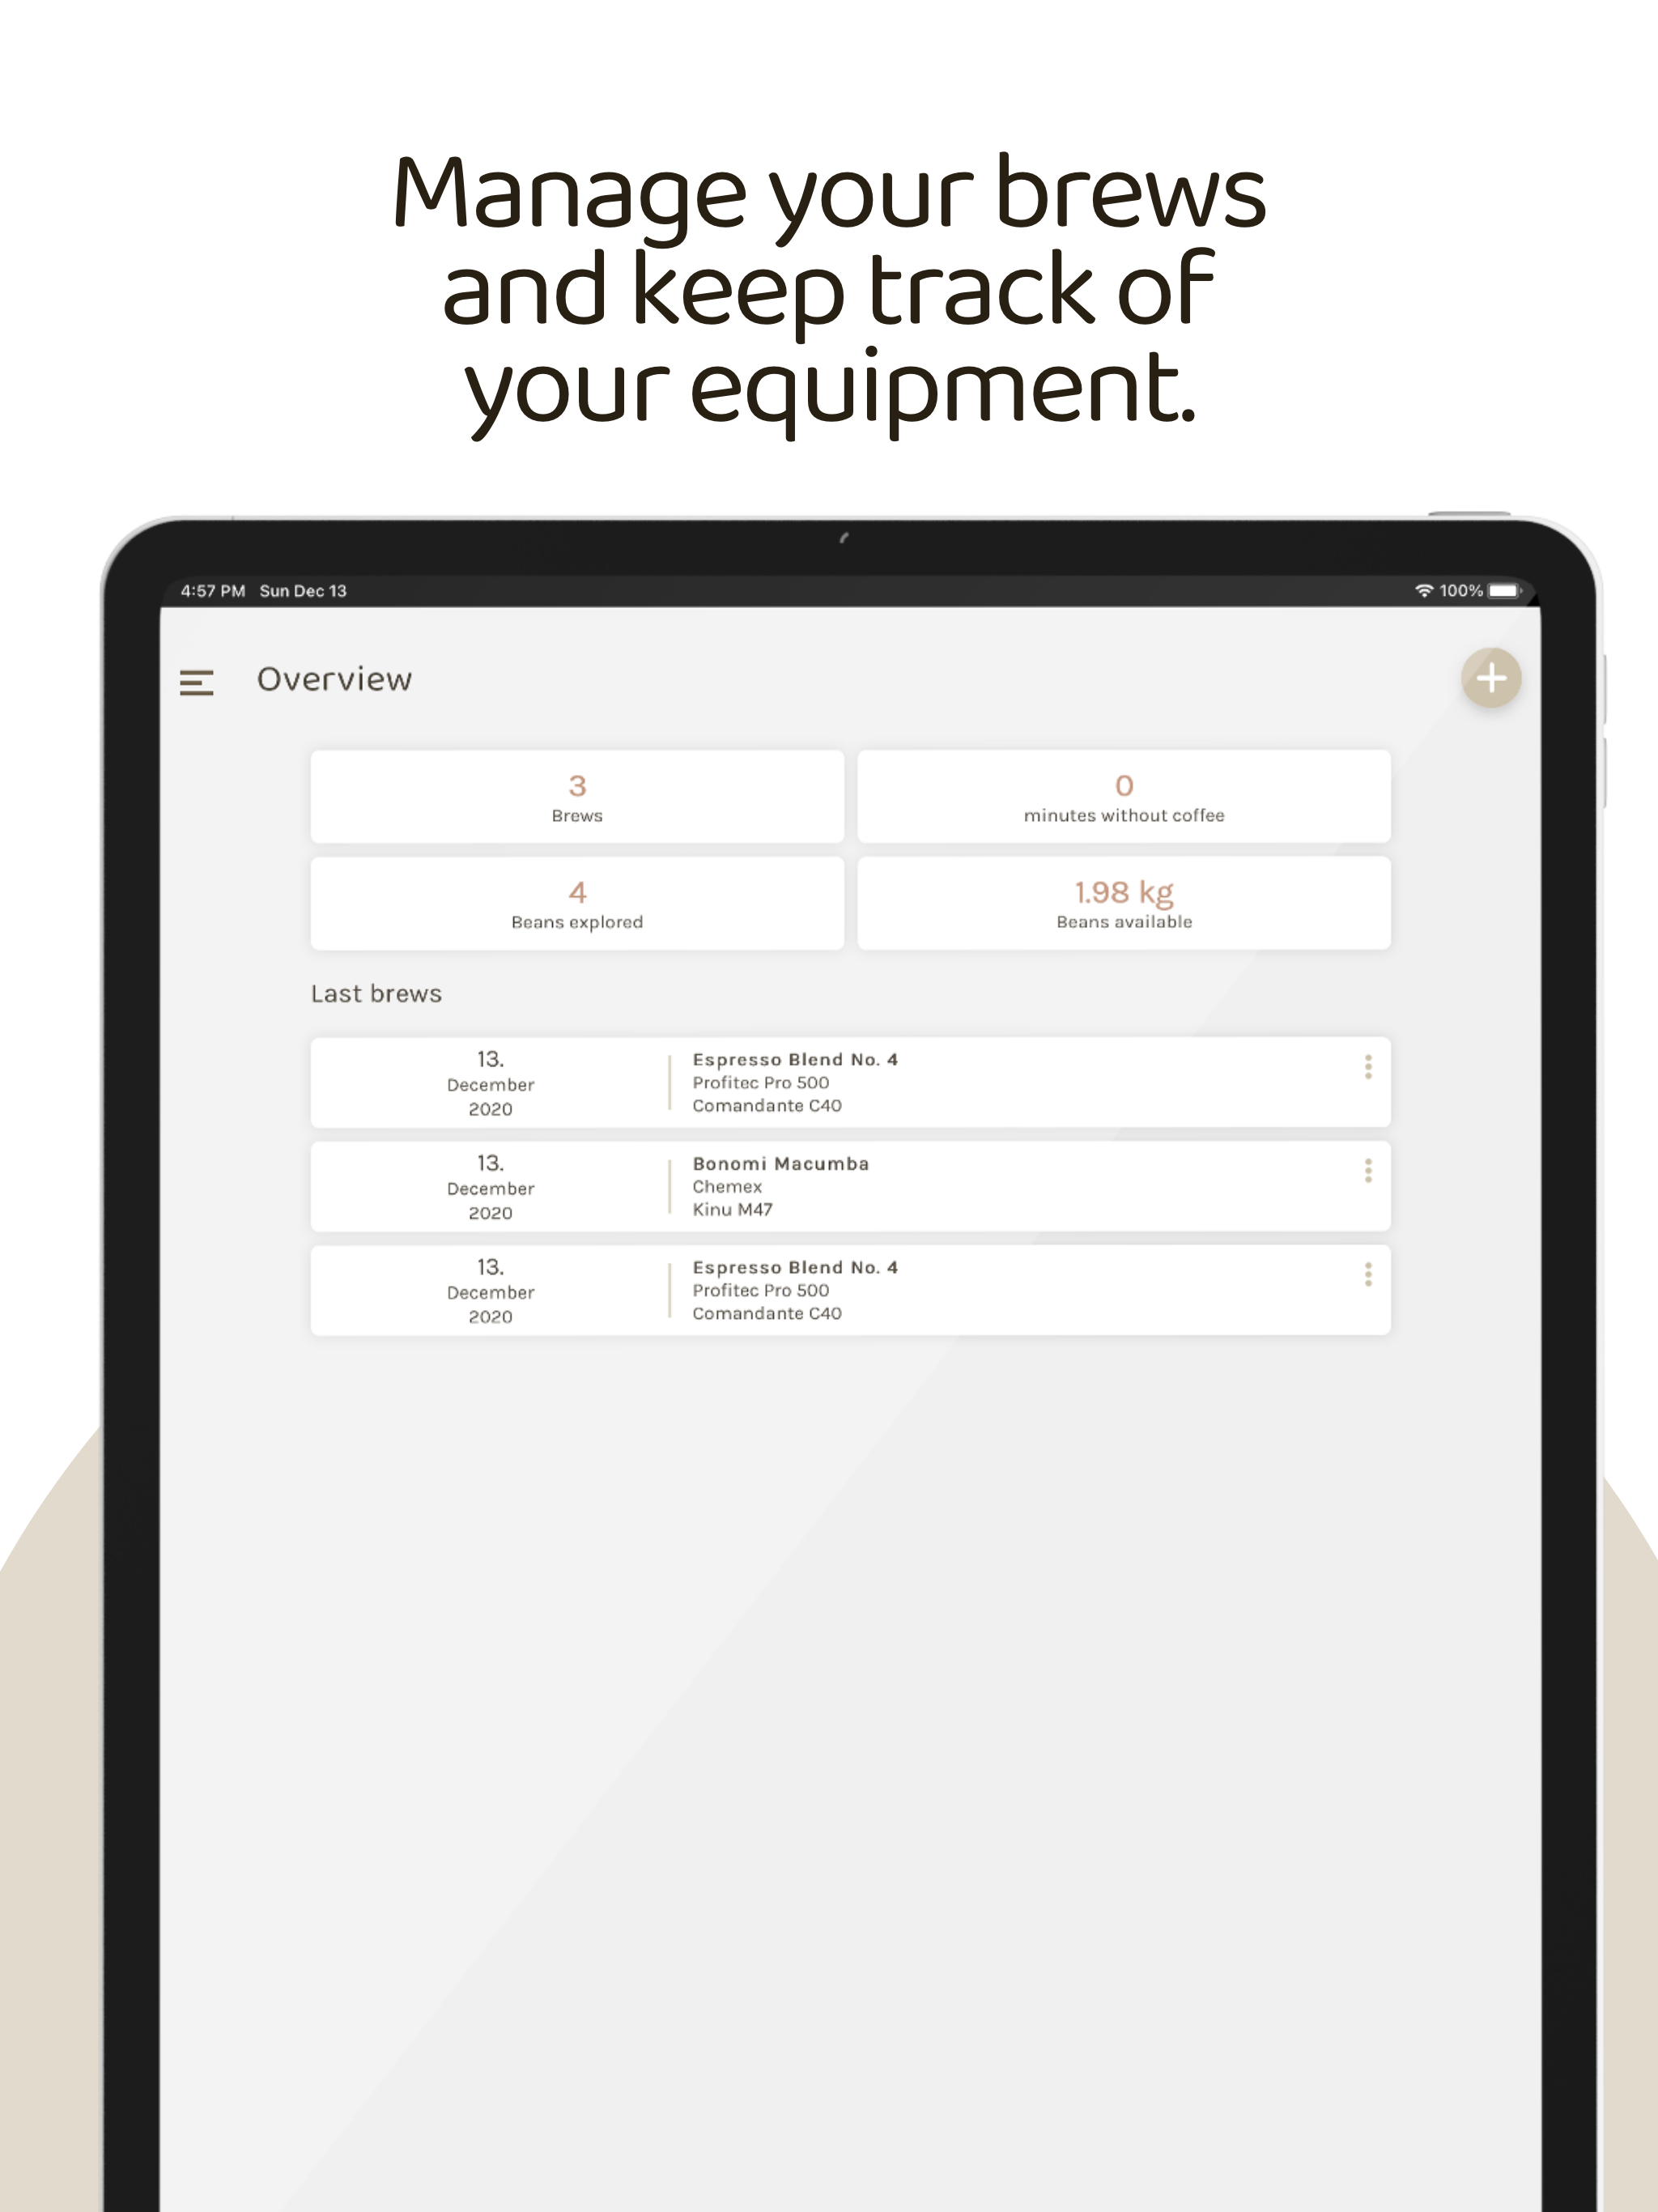 Manage your brews
and keep track of
your equipment.
4:57 PM Sun Dec 13
100%
Overview
3
Brews
0
minutes without coffee
4
Beans explored
1.98 kg
Beans available
Last brews
13.
December
2020
Espresso Blend No. 4
Profitec Pro 500
Comandante C40
13.
December
2020
Bonomi Macumba
Chemex
Kinu M47
13.
December
2020
Espresso Blend No. 4
Profitec Pro 500
Comandante C40